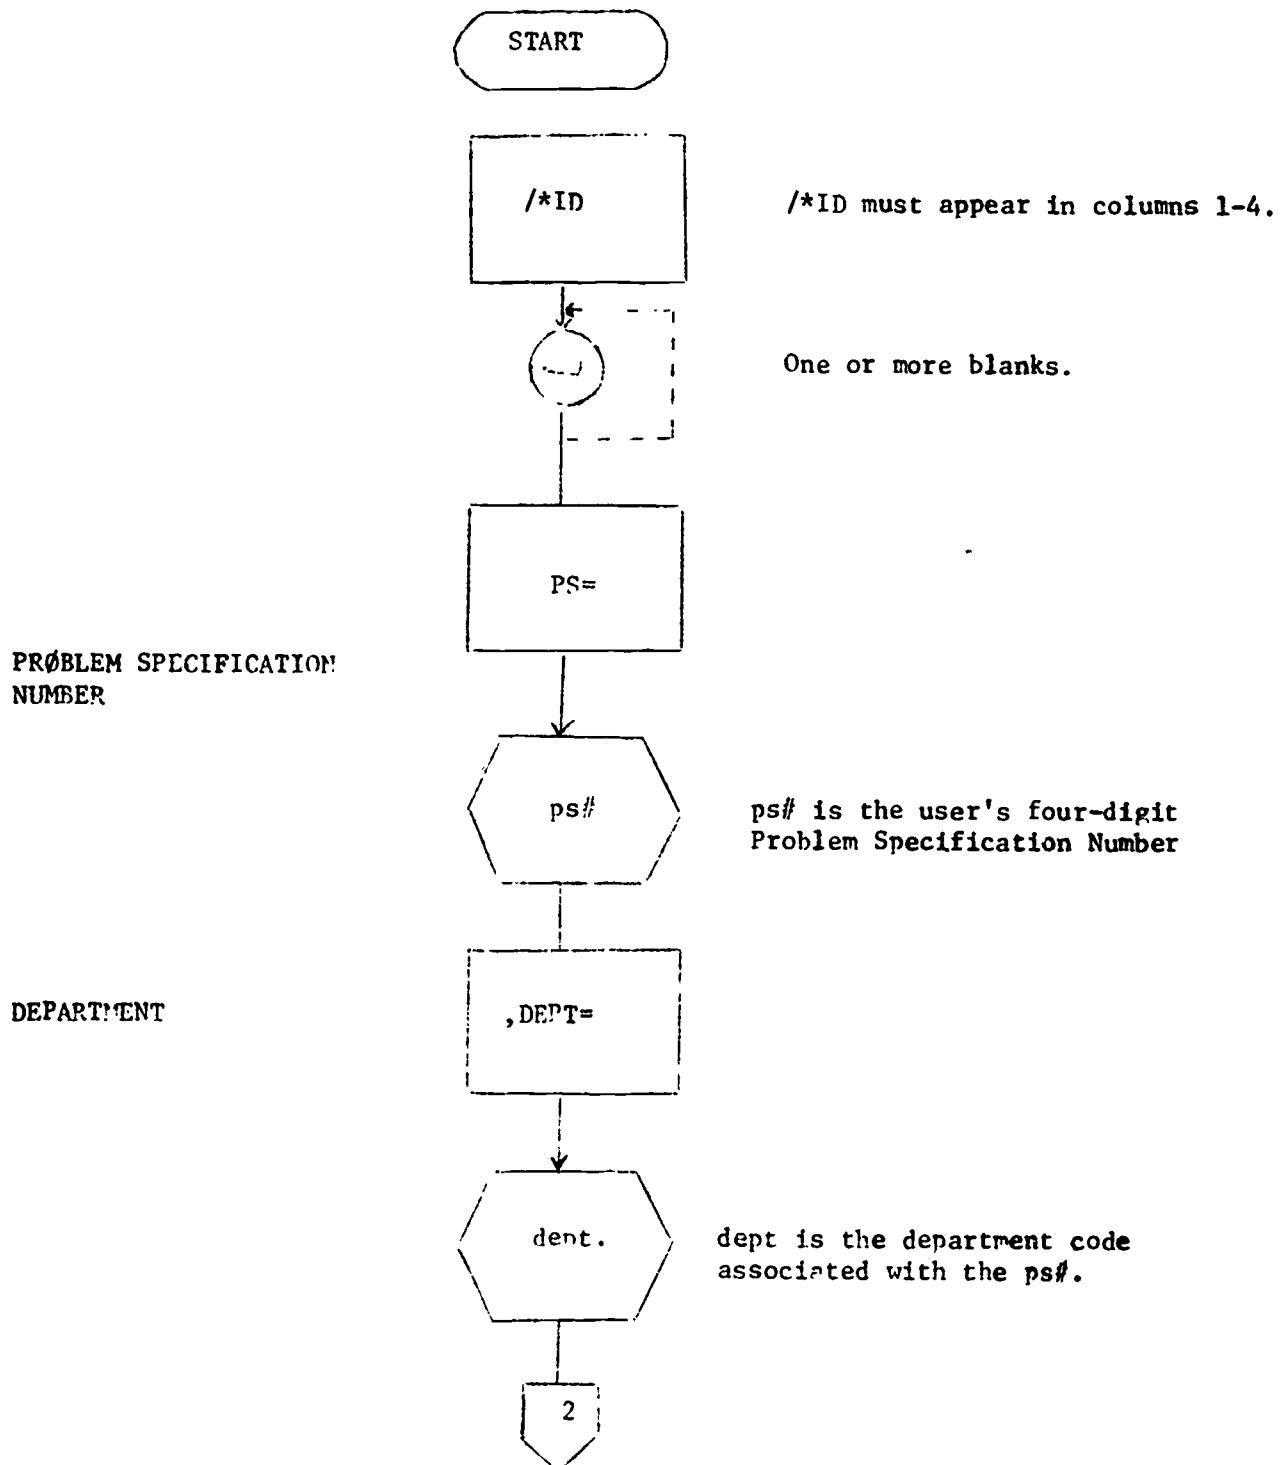 START
/*ID
/*ID must appear in columns 1-4.
One or more blanks.
PS=
PRØBLEM SPECIFICATION
NUMBER
ps#
ps# is the user's four-digit
Problem Specification Number
DEPARTMENT
,DEPT=
dept.
dept is the department code
associated with the ps#.
2